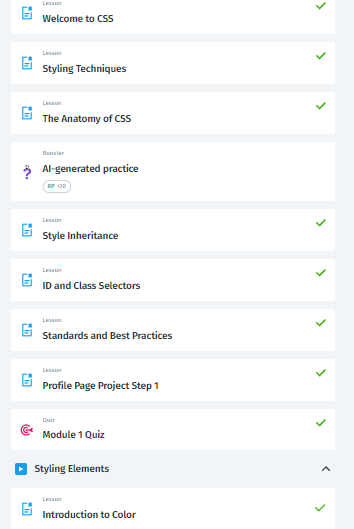 Lesson
Welcome to CSS
Lesson
Styling Techniques
Lesson
The Anatomy of CSS
Booster
AI-generated practice
XP +20
Lesson
Style Inheritance
Lesson
ID and Class Selectors
Lesson
Standards and Best Practices
Lesson
Profile Page Project Step 1
Quiz
Module 1 Quiz
Styling Elements
Lesson
Introduction to Color